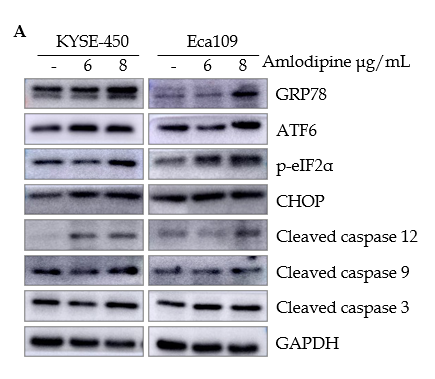 A
KYSE-450 Eca109
- 6 8 - 6 8 Amlodipine μg/mL
GRP78
ATF6
p-eIF2α
CHOP
Cleaved caspase 12
Cleaved caspase 9
Cleaved caspase 3
GAPDH